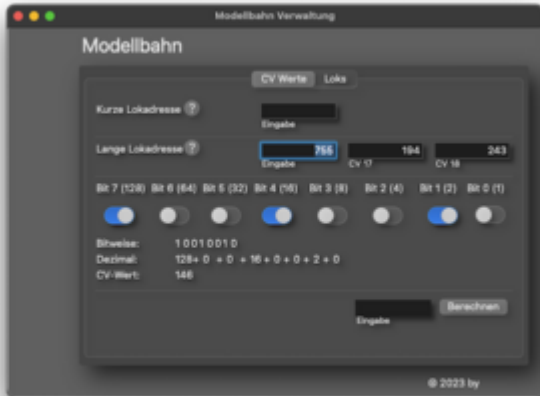 Modellbahn Verwaltung
Modellbahn
CV Werte Loks
Kurze Lokadresse ?
Eingabe
Lange Lokadresse ? 755 194 243
Eingabe CV 17 CV 18
Bit 7 (128) Bit 6 (64) Bit 5 (32) Bit 4 (16) Bit 3 (8) Bit 2 (4) Bit 1 (2) Bit 0 (1)
Bitweise: 1 0 0 1 0 0 1 0
Dezimal: 128+ 0 + 0 + 16 + 0 + 0 + 2 + 0
CV-Wert: 146
Berechnen
Eingabe
© 2023 by